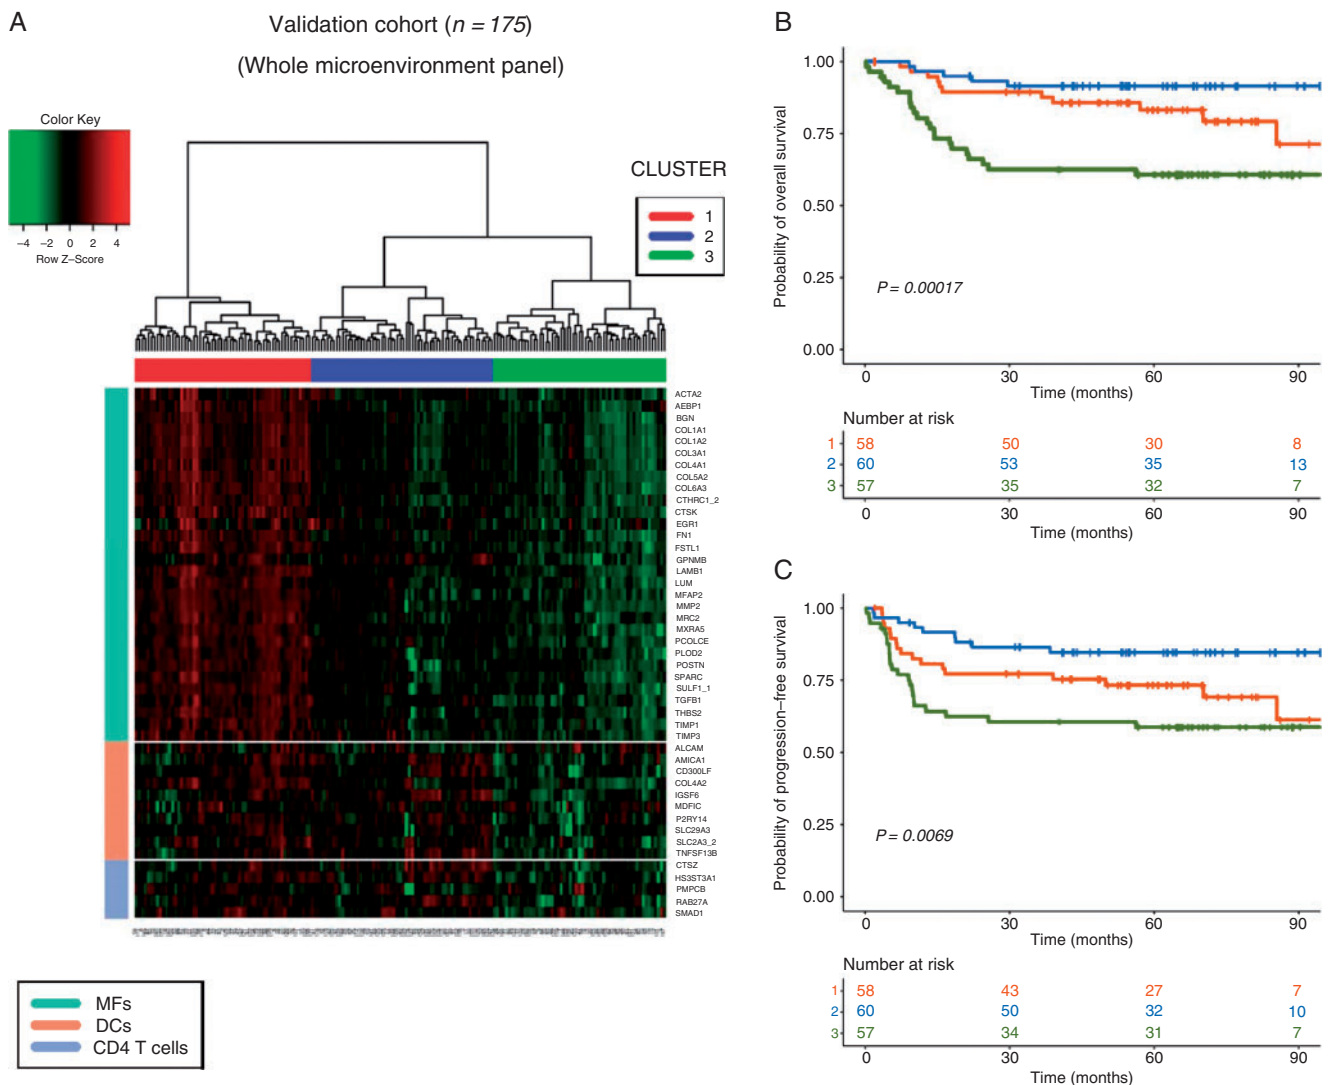 A
Validation cohort (n = 175)
(Whole microenvironment panel)
Color Key
−4 −2 0 2 4
Row Z−Score
CLUSTER
1
2
3
ACTA2
AEBP1
BGN
COL1A1
COL1A2
COL3A1
COL4A1
COL5A2
COL6A3
CTHRC1_2
CTSK
EGR1
FN1
FSTL1
GPNMB
LAMB1
LUM
MFAP2
MMP2
MRC2
MXRA5
PCOLCE
PLOD2
POSTN
SPARC
SULF1_1
TGFB1
THBS2
TIMP1
TIMP3
ALCAM
AMICA1
CD300LF
COL4A2
IGSF6
MDFIC
P2RY14
SLC29A3
SLC2A3_2
TNFSF13B
CTSZ
HS3ST3A1
PMPCB
RAB27A
SMAD1
MFs
DCs
CD4 T cells
B
Probability of overall survival
1.00
0.75
0.50
0.25
0.00
P = 0.00017
0 30 60 90
Time (months)
Number at risk
1 58 50 30 8
2 60 53 35 13
3 57 35 32 7
0 30 60 90
Time (months)
C
Probability of progression−free survival
1.00
0.75
0.50
0.25
0.00
P = 0.0069
0 30 60 90
Time (months)
Number at risk
1 58 43 27 7
2 60 50 32 10
3 57 34 31 7
0 30 60 90
Time (months)